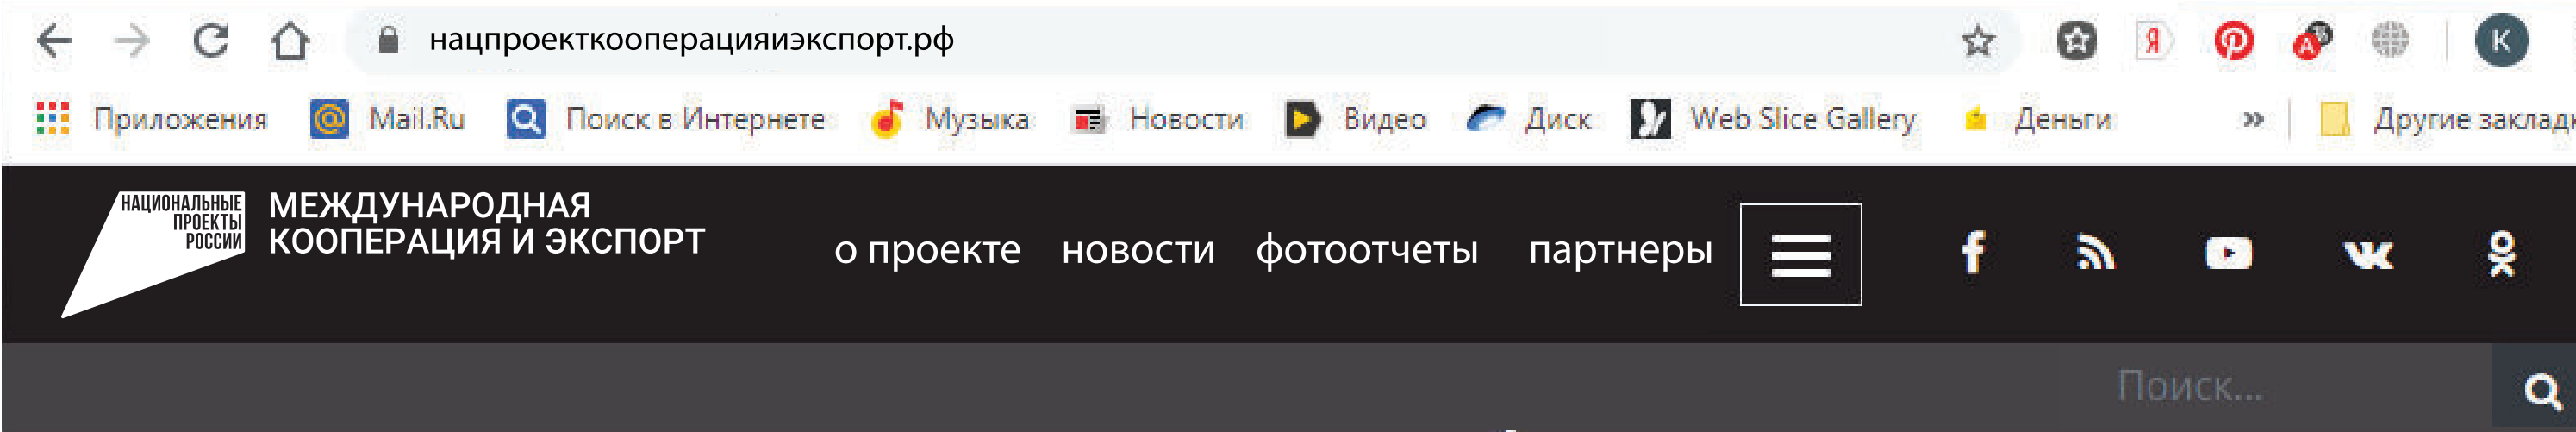 нацпроекткооперацияиэкспорт.рф
Я
A
K
Приложения @ Mail.Ru Поиск в Интернете Музыка Новости Видео Диск Web Slice Gallery Деньги » Другие заклад
НАЦИОНАЛЬНЫЕ
ПРОЕКТЫ
РОССИИ
МЕЖДУНАРОДНАЯ
КООПЕРАЦИЯ И ЭКСПОРТ
о проекте новости фотоотчеты партнеры
Поиск...